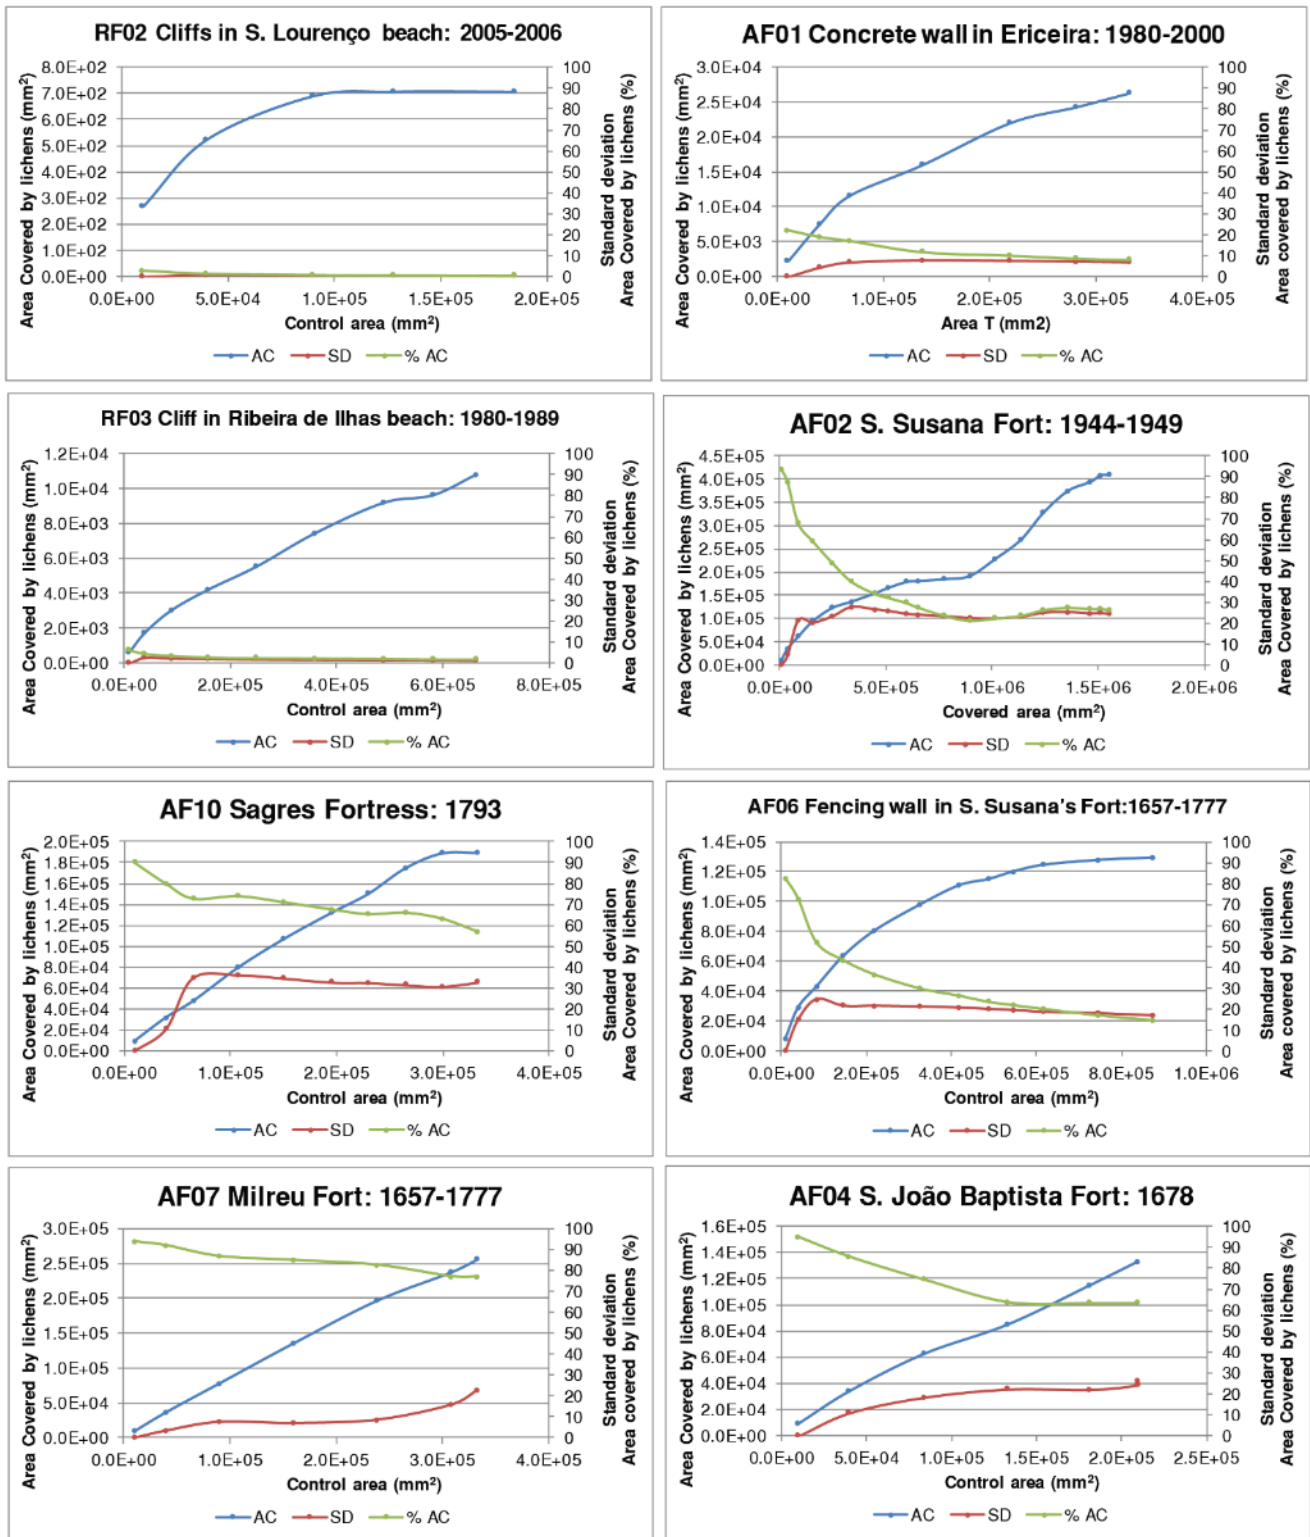 RF02 Cliffs in S. Lourenço beach: 2005-2006
Area Covered by lichens (mm²)
8.0E+02
7.0E+02
6.0E+02
5.0E+02
4.0E+02
3.0E+02
2.0E+02
1.0E+02
0.0E+00
100
90
80
70
60
50
40
30
20
10
0
Standard deviation
Area Covered by lichens (%)
0.0E+00 5.0E+04 1.0E+05 1.5E+05 2.0E+05
Control area (mm²)
AC SD % AC
AF01 Concrete wall in Ericeira: 1980-2000
Area Covered by lichens (mm²)
3.0E+04
2.5E+04
2.0E+04
1.5E+04
1.0E+04
5.0E+03
0.0E+00
100
90
80
70
60
50
40
30
20
10
0
Standard deviation
Area covered by lichens (%)
0.0E+00 1.0E+05 2.0E+05 3.0E+05 4.0E+05
Area T (mm2)
AC SD % AC
RF03 Cliff in Ribeira de Ilhas beach: 1980-1989
Area Covered by lichens (mm²)
1.2E+04
1.0E+04
8.0E+03
6.0E+03
4.0E+03
2.0E+03
0.0E+00
100
90
80
70
60
50
40
30
20
10
0
Standard deviation
Area Covered by lichens (%)
0.0E+00 2.0E+05 4.0E+05 6.0E+05 8.0E+05
Control area (mm²)
AC SD % AC
AF02 S. Susana Fort: 1944-1949
Area Covered by lichens (mm²)
4.5E+05
4.0E+05
3.5E+05
3.0E+05
2.5E+05
2.0E+05
1.5E+05
1.0E+05
5.0E+04
0.0E+00
100
90
80
70
60
50
40
30
20
10
0
Standard deviation
Area Covered by lichens (%)
0.0E+00 5.0E+05 1.0E+06 1.5E+06 2.0E+06
Covered area (mm²)
AC SD % AC
AF10 Sagres Fortress: 1793
Area Covered by lichens (mm²)
2.0E+05
1.8E+05
1.6E+05
1.4E+05
1.2E+05
1.0E+05
8.0E+04
6.0E+04
4.0E+04
2.0E+04
0.0E+00
100
90
80
70
60
50
40
30
20
10
0
Standard deviation
Area Covered by lichens (%)
0.0E+00 1.0E+05 2.0E+05 3.0E+05 4.0E+05
Control area (mm²)
AC SD % AC
AF06 Fencing wall in S. Susana's Fort:1657-1777
Area Covered by lichens (mm²)
1.4E+05
1.2E+05
1.0E+05
8.0E+04
6.0E+04
4.0E+04
2.0E+04
0.0E+00
100
90
80
70
60
50
40
30
20
10
0
Standard deviation
Area covered by lichens (%)
0.0E+00 2.0E+05 4.0E+05 6.0E+05 8.0E+05 1.0E+06
Control area (mm²)
AC SD % AC
AF07 Milreu Fort: 1657-1777
Area Covered by lichens (mm²)
3.0E+05
2.5E+05
2.0E+05
1.5E+05
1.0E+05
5.0E+04
0.0E+00
100
90
80
70
60
50
40
30
20
10
0
Standard deviation
Area covered by lichens (%)
0.0E+00 1.0E+05 2.0E+05 3.0E+05 4.0E+05
Control area (mm²)
AC SD % AC
AF04 S. João Baptista Fort: 1678
Area Covered by lichens (mm²)
1.6E+05
1.4E+05
1.2E+05
1.0E+04
8.0E+04
6.0E+04
4.0E+04
2.0E+04
0.0E+00
100
90
80
70
60
50
40
30
20
10
0
Standard deviation
Area Covered by lichens (%)
0.0E+00 5.0E+04 1.0E+05 1.5E+05 2.0E+05 2.5E+05
Control area (mm²)
AC SD % AC